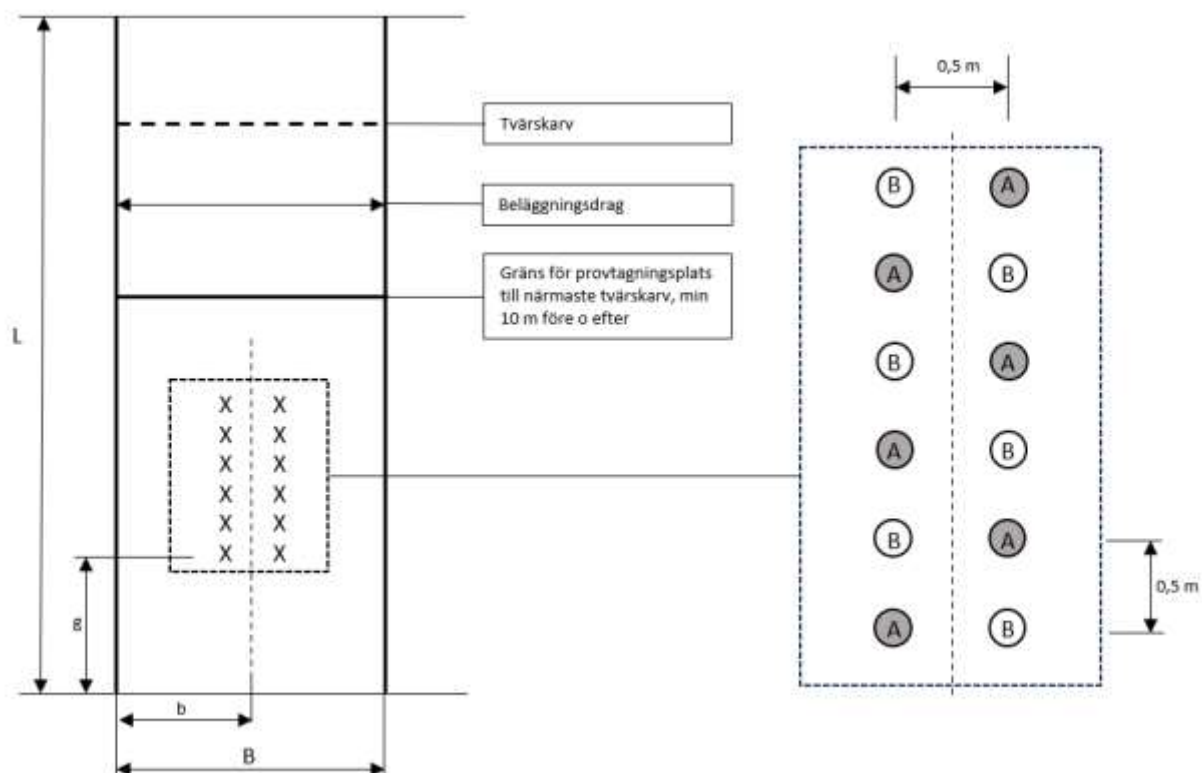 0,5 m
Tvärskarv
Beläggningsdrag
Gräns för provtagningsplats
till närmaste tvärskarv, min
10 m före o efter
L
X X
X X
X X
X X
X X
X X
g
b
B
B A
A B
B A
A B
B A
A B
0,5 m